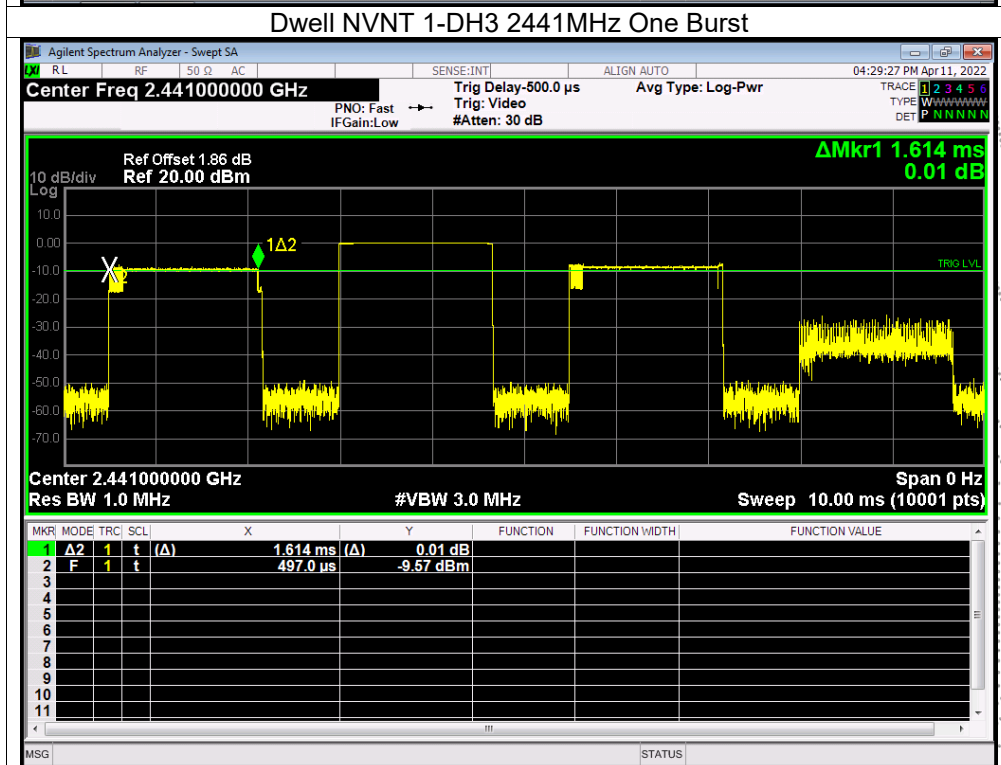 Dwell NVNT 1-DH3 2441MHz One Burst
Agilent Spectrum Analyzer - Swept SA
LXI RL RF 50 Ω AC SENSE:INT ALIGN AUTO 04:29:27 PM Apr 11, 2022
Center Freq 2.441000000 GHz Trig Delay-500.0 µs Avg Type: Log-Pwr TRACE 1 2 3 4 5 6
PNO: Fast Trig: Video TYPE WWWWWW
IFGain:Low #Atten: 30 dB DET P N N N N N
ΔMkr1 1.614 ms
0.01 dB
Ref Offset 1.86 dB
10 dB/div Ref 20.00 dBm
Log
10.0
0.00
1Δ2
-10.0
TRIG LVL
2
-20.0
-30.0
-40.0
-50.0
-60.0
-70.0
Center 2.441000000 GHz Span 0 Hz
Res BW 1.0 MHz #VBW 3.0 MHz Sweep 10.00 ms (10001 pts)
MKR MODE TRC SCL X Y FUNCTION FUNCTION WIDTH FUNCTION VALUE
1 Δ2 1 t (Δ) 1.614 ms (Δ) 0.01 dB
2 F 1 t 497.0 µs -9.57 dBm
3
4
5
6
7
8
9
10
11
MSG STATUS